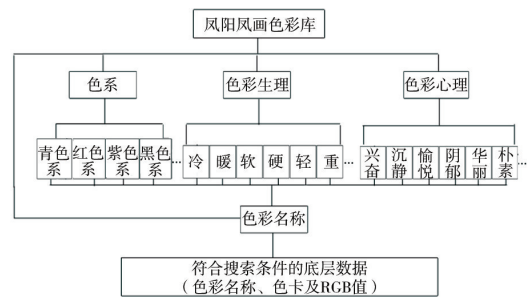 凤阳凤画色彩库
色系
色彩生理
色彩心理
青色系
红色系
紫色系
黑色系
...
冷
暖
软
硬
轻
重
...
兴奋
沉静
愉悦
阴郁
华丽
朴素
...
色彩名称
符合搜索条件的底层数据
（色彩名称、色卡及RGB值）